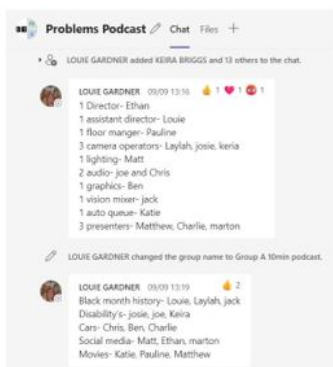 Problems Podcast Chat Files
LOUIE GARDNER added KEIRA BRIGGS and 13 others to the chat.
LOUIE GARDNER 09/09 13:16 1 1 1
1 Director- Ethan
1 assistant director- Louie
1 floor manger- Pauline
3 camera operators- Laylah, josie, keria
1 lighting- Matt
2 audio- joe and Chris
1 graphics- Ben
1 vision mixer- jack
1 auto queue- Katie
3 presenters- Matthew, Charlie, marton
LOUIE GARDNER changed the group name to Group A 10min podcast.
LOUIE GARDNER 09/09 13:19 2
Black month history- Louie, Laylah, jack
Disability's- josie, joe, Keira
Cars- Chris, Ben, Charlie
Social media- Matt, Ethan, marton
Movies- Katie, Pauline, Matthew